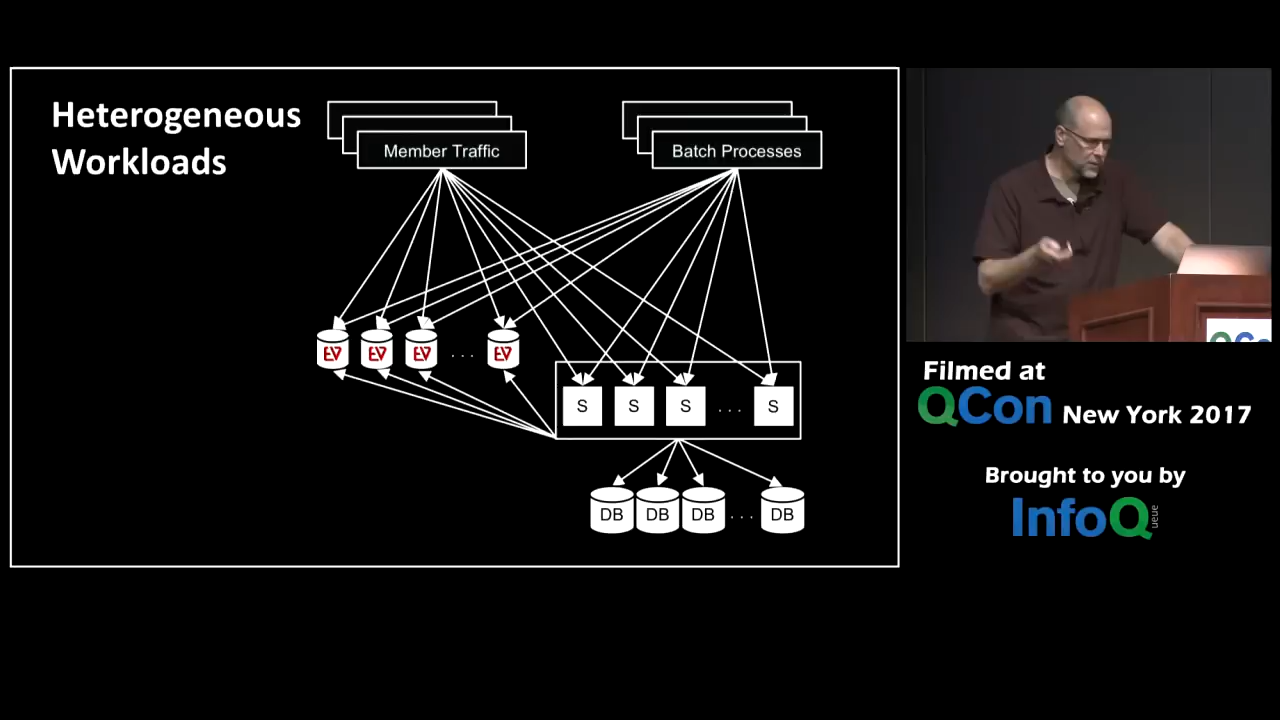 Heterogeneous
Workloads
Member Traffic
Batch Processes
EV EV EV . . . EV
S S S . . . S
DB DB DB . . . DB
Filmed at
QCon New York 2017
Brought to you by
InfoQ
ueue